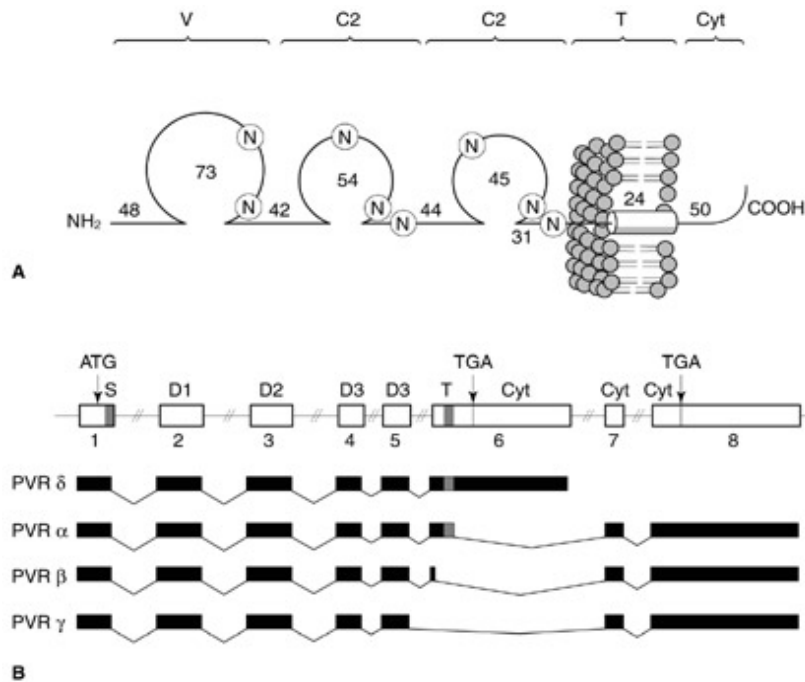 V C2 C2 T Cyt
N N N
73 54 45 24
N N N
NH₂ 48 42 N 44 N 50 COOH
31
A
ATG TGA TGA
S D1 D2 D3 D3 T Cyt Cyt Cyt
1 2 3 4 5 6 7 8
PVR δ
PVR α
PVR β
PVR γ
B